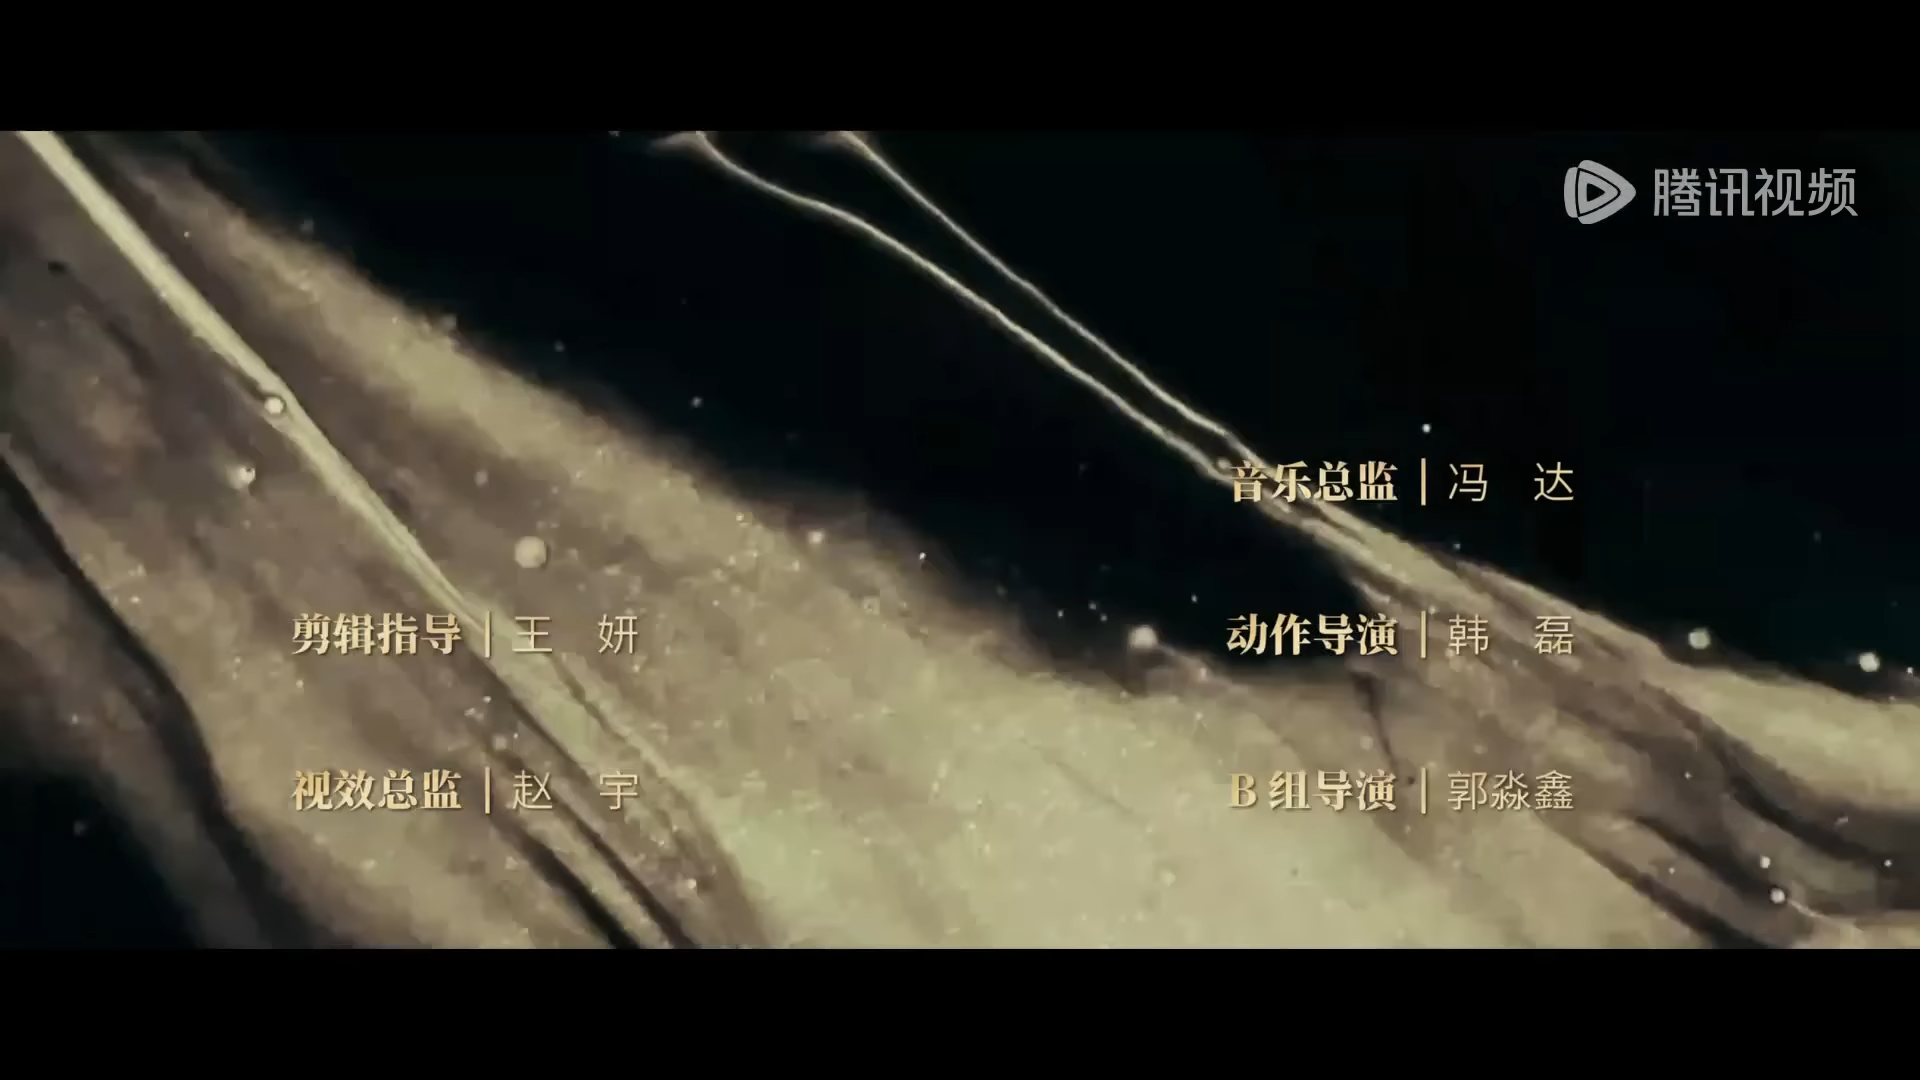 腾讯视频
音乐总监 | 冯 达
剪辑指导 | 王 妍
动作导演 | 韩 磊
视效总监 | 赵 宇
B 组导演 | 郭淼鑫